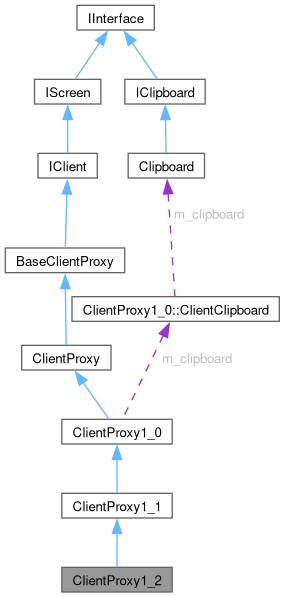 IInterface
IScreen
IClipboard
IClient
Clipboard
m_clipboard
BaseClientProxy
ClientProxy1_0::ClientClipboard
ClientProxy
m_clipboard
ClientProxy1_0
ClientProxy1_1
ClientProxy1_2